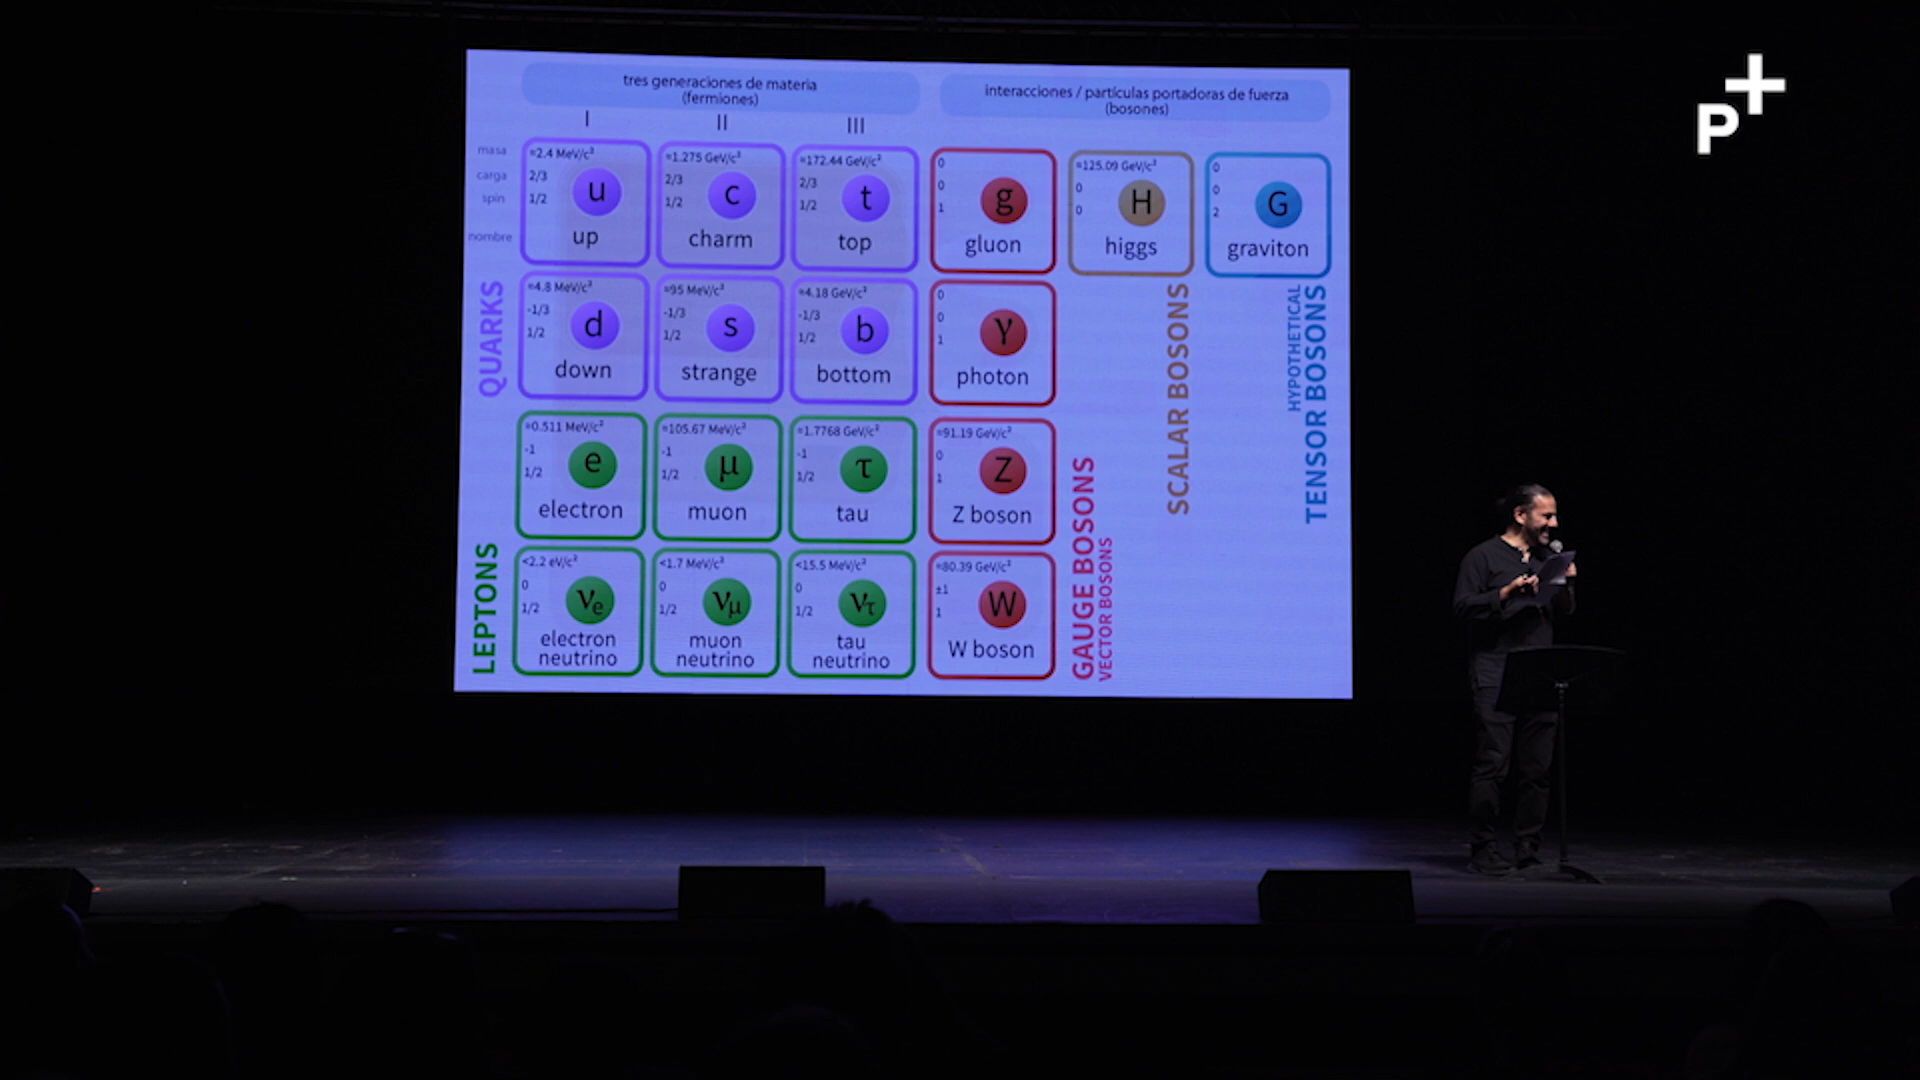 P+
tres generaciones de materia
(fermiones)
interacciones / partículas portadoras de fuerza
(bosones)
I
II
III
masa
carga
spin
nombre
≈2.4 MeV/c²
2/3
1/2
u
up
≈1.275 GeV/c²
2/3
1/2
c
charm
≈172.44 GeV/c²
2/3
1/2
t
top
0
0
1
g
gluon
≈125.09 GeV/c²
0
0
H
higgs
0
0
2
G
graviton
QUARKS
≈4.8 MeV/c²
-1/3
1/2
d
down
≈95 MeV/c²
-1/3
1/2
s
strange
≈4.18 GeV/c²
-1/3
1/2
b
bottom
0
0
1
γ
photon
SCALAR BOSONS
HYPOTHETICAL
TENSOR BOSONS
LEPTONS
≈0.511 MeV/c²
-1
1/2
e
electron
≈105.67 MeV/c²
-1
1/2
μ
muon
≈1.7768 GeV/c²
-1
1/2
τ
tau
≈91.19 GeV/c²
0
1
Z
Z boson
GAUGE BOSONS
VECTOR BOSONS
<2.2 eV/c²
0
1/2
νe
electron
neutrino
<1.7 MeV/c²
0
1/2
νμ
muon
neutrino
<15.5 MeV/c²
0
1/2
ντ
tau
neutrino
≈80.39 GeV/c²
±1
1
W
W boson